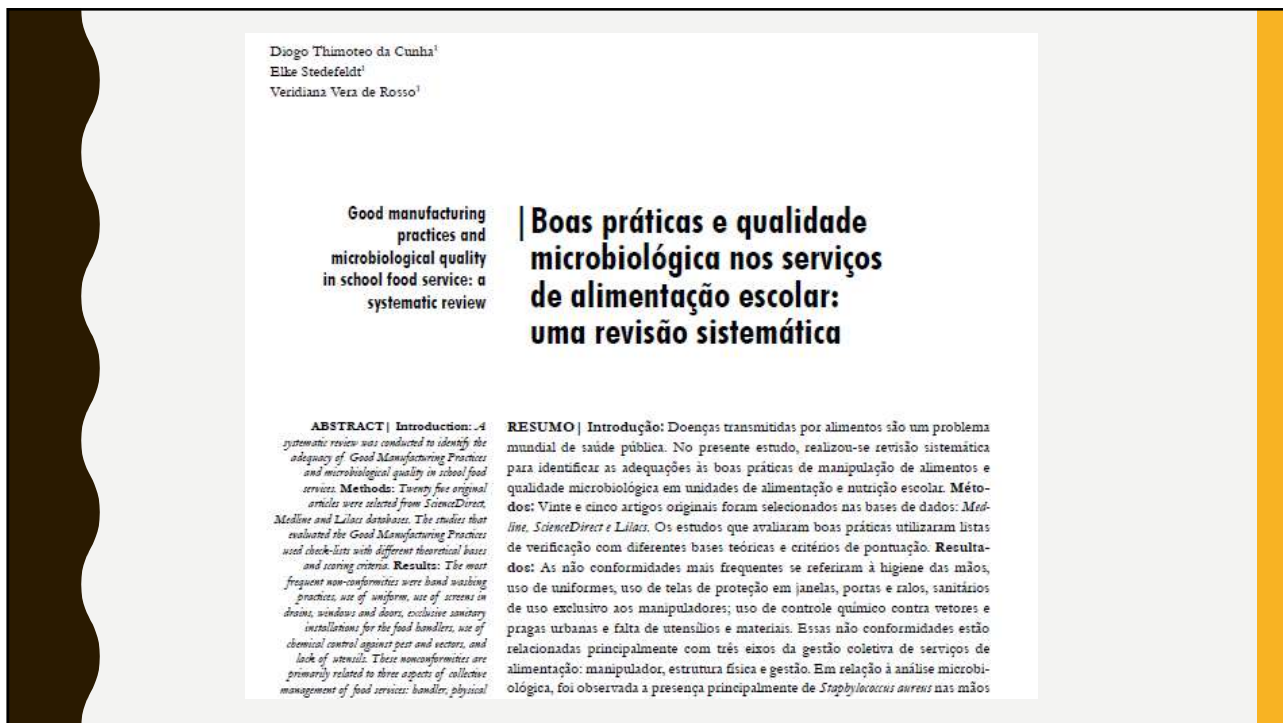 Diogo Thimoteo da Cunha¹
Elke Stedefeldt¹
Veridiana Vera de Rosso¹
Good manufacturing
practices and
microbiological quality
in school food service: a
systematic review
|Boas práticas e qualidade
microbiológica nos serviços
de alimentação escolar:
uma revisão sistemática
ABSTRACT| Introduction: A
systematic review was conducted to identify the
adequacy of Good Manufacturing Practices
and microbiological quality in school food
services. Methods: Twenty five original
articles were selected from ScienceDirect,
Medline and Lilacs databases. The studies that
evaluated the Good Manufacturing Practices
used check-lists with different theoretical bases
and scoring criteria. Results: The most
frequent non-conformities were hand washing
practices, use of uniform, use of screens in
drains, windows and doors, exclusive sanitary
installations for the food handlers, use of
chemical control against pest and vectors, and
lack of utensils. These nonconformities are
primarily related to three aspects of collective
management of food services: handler, physical
RESUMO| Introdução: Doenças transmitidas por alimentos são um problema
mundial de saúde pública. No presente estudo, realizou-se revisão sistemática
para identificar as adequações às boas práticas de manipulação de alimentos e
qualidade microbiológica em unidades de alimentação e nutrição escolar. Méto-
dos: Vinte e cinco artigos originais foram selecionados nas bases de dados: Med-
line, ScienceDirect e Lilacs. Os estudos que avaliaram boas práticas utilizaram listas
de verificação com diferentes bases teóricas e critérios de pontuação. Resulta-
dos: As não conformidades mais frequentes se referiram à higiene das mãos,
uso de uniformes, uso de telas de proteção em janelas, portas e ralos, sanitários
de uso exclusivo aos manipuladores; uso de controle químico contra vetores e
pragas urbanas e falta de utensílios e materiais. Essas não conformidades estão
relacionadas principalmente com três eixos da gestão coletiva de serviços de
alimentação: manipulador, estrutura física e gestão. Em relação à análise microbi-
ológica, foi observada a presença principalmente de Staphylococcus aureus nas mãos